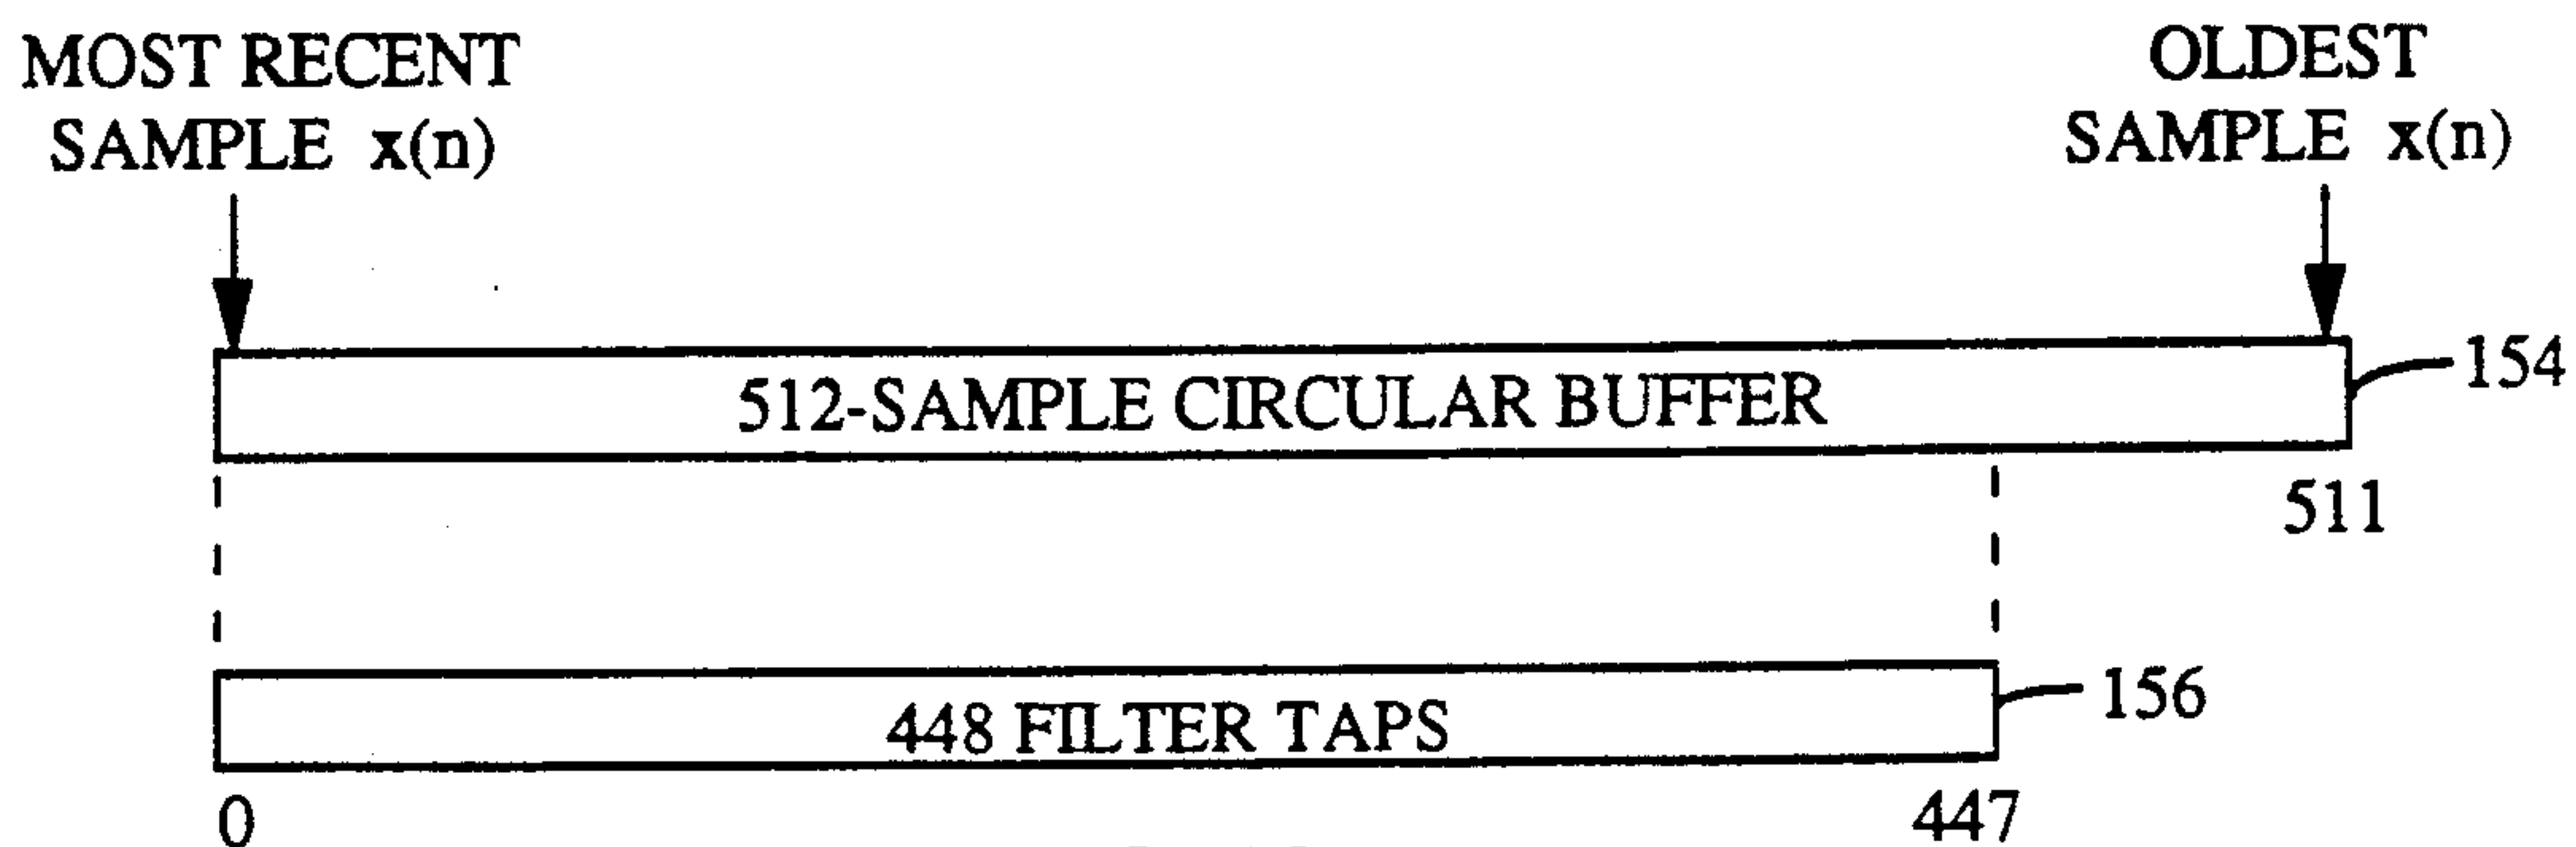 MOST RECENT
SAMPLE x(n)
OLDEST
SAMPLE x(n)
512-SAMPLE CIRCULAR BUFFER
154
511
448 FILTER TAPS
156
0
447